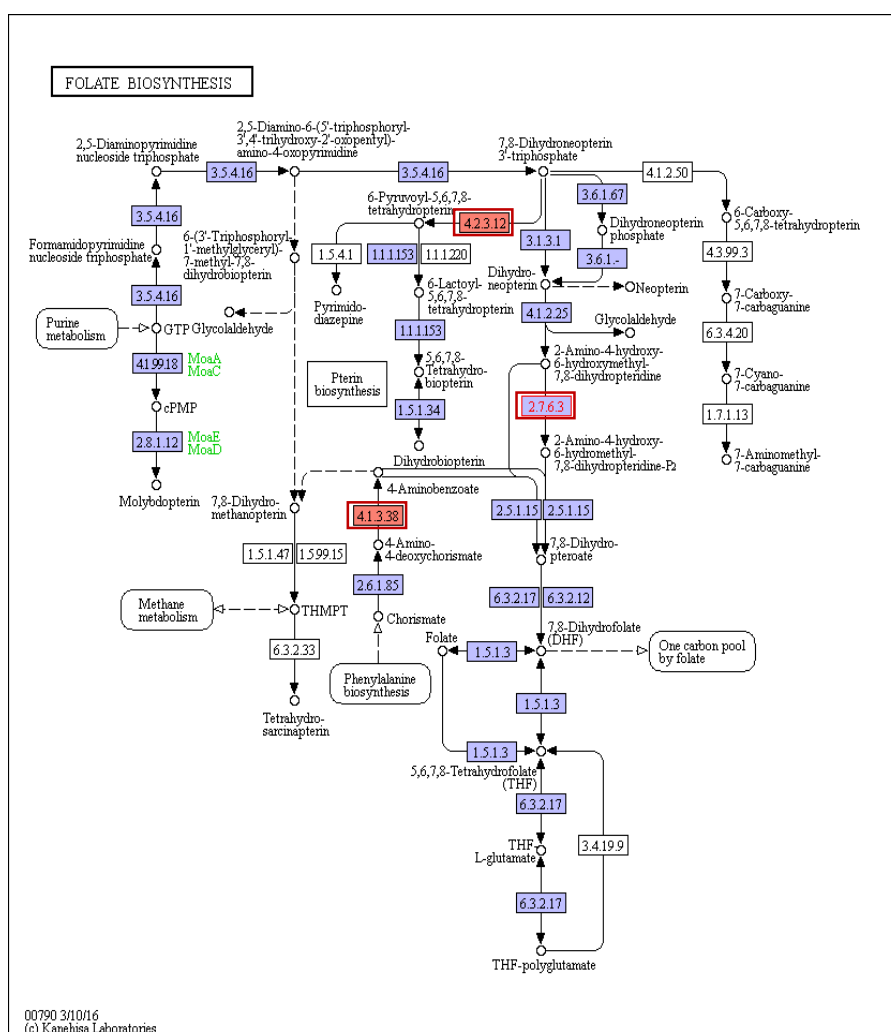 FOLATE BIOSYNTHESIS
2,5-Diamino-6-(5'-triphosphoryl-
3',4'-trihydroxy-2'-oxopentyl)-
amino-4-oxopyrimidine
2,5-Diaminopyrimidine
nucleoside triphosphate
7,8-Dihydroneopterin
3'-triphosphate
3.5.4.16
3.5.4.16
4.1.2.50
6-Pyruvoyl-5,6,7,8-
tetrahydropterin
4.2.3.12
3.6.1.67
3.5.4.16
6-Carboxy-
5,6,7,8-tetrahydropterin
Dihydroneopterin
phosphate
Formamidopyrimidine
nucleoside triphosphate
6-(3'-Triphosphoryl-
1'-methylglyceryl)-
7-methyl-7,8-
dihydrobiopterin
1.5.4.1
1.1.1.153
1.1.1.220
3.1.3.1
3.6.1.-
4.3.99.3
3.5.4.16
Pyrimido-
diazepine
6-Lactoyl-
5,6,7,8-
tetrahydropterin
Dihydro-
neopterin
Neopterin
7-Carboxy-
7-carbaguanine
4.1.2.25
Purine
metabolism
GTP
Glycolaldehyde
1.1.1.153
Glycolaldehyde
6.3.4.20
4.1.99.18
MoaA
MoaC
Pterin
biosynthesis
5,6,7,8-
Tetrahydro-
biopterin
2-Amino-4-hydroxy-
6-hydroxymethyl-
7,8-dihydropteridine
7-Cyano-
7-carbaguanine
cPMP
1.5.1.34
2.7.6.3
1.7.1.13
2.8.1.12
MoaE
MoaD
Dihydrobiopterin
2-Amino-4-hydroxy-
6-hydromethyl-
7,8-dihydropteridine-P2
7-Aminomethyl-
7-carbaguanine
Molybdopterin
7,8-Dihydro-
methanopterin
4-Aminobenzoate
4.1.3.38
2.5.1.15
2.5.1.15
1.5.1.47
1.5.99.15
4-Amino-
4-deoxychorismate
7,8-Dihydro-
pteroate
2.6.1.85
6.3.2.17
6.3.2.12
Methane
metabolism
THMPT
Chorismate
7,8-Dihydrofolate
(DHF)
6.3.2.33
Folate
1.5.1.3
One carbon pool
by folate
Phenylalanine
biosynthesis
Tetrahydro-
sarcinapterin
1.5.1.3
1.5.1.3
5,6,7,8-Tetrahydrofolate
(THF)
6.3.2.17
THF-
L-glutamate
3.4.19.9
6.3.2.17
THF-polyglutamate
00790 3/10/16
(c) Kanehisa Laboratories